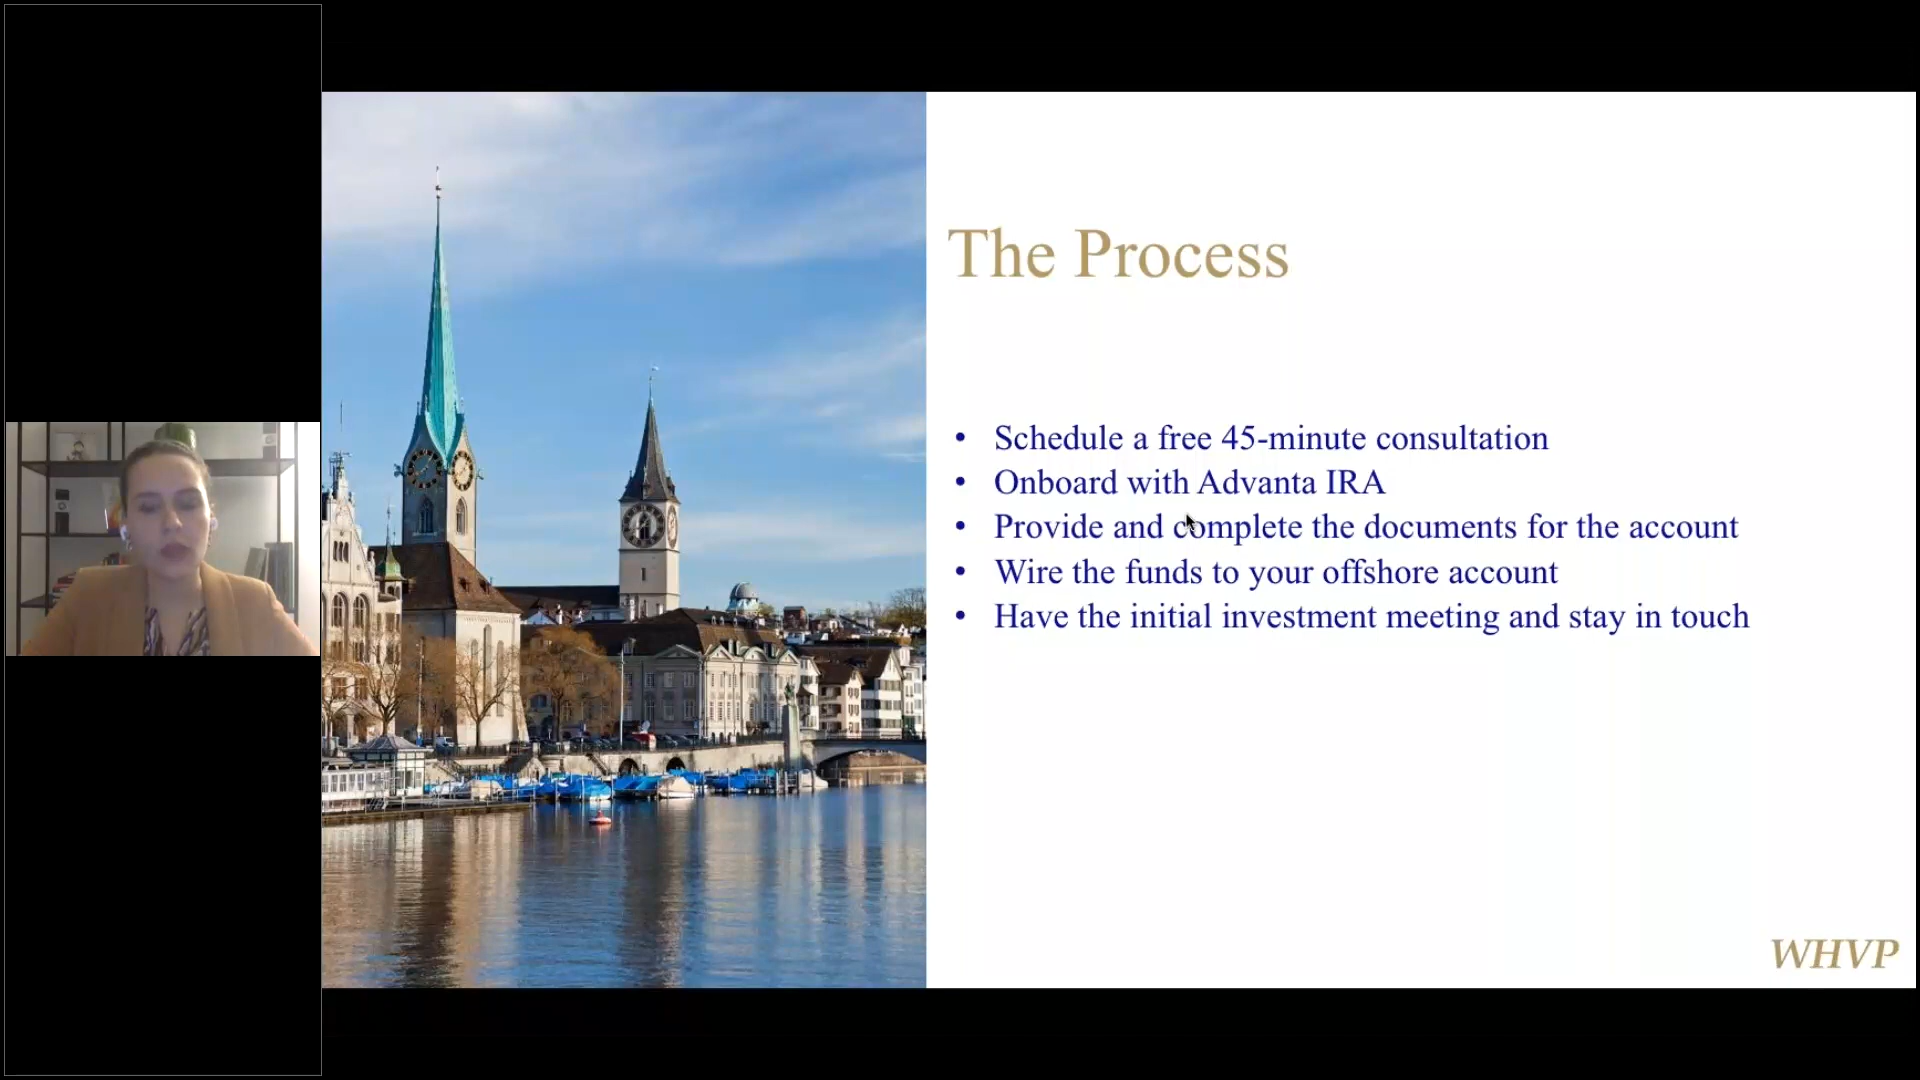 The Process
• Schedule a free 45-minute consultation
• Onboard with Advanta IRA
• Provide and complete the documents for the account
• Wire the funds to your offshore account
• Have the initial investment meeting and stay in touch
WHVP